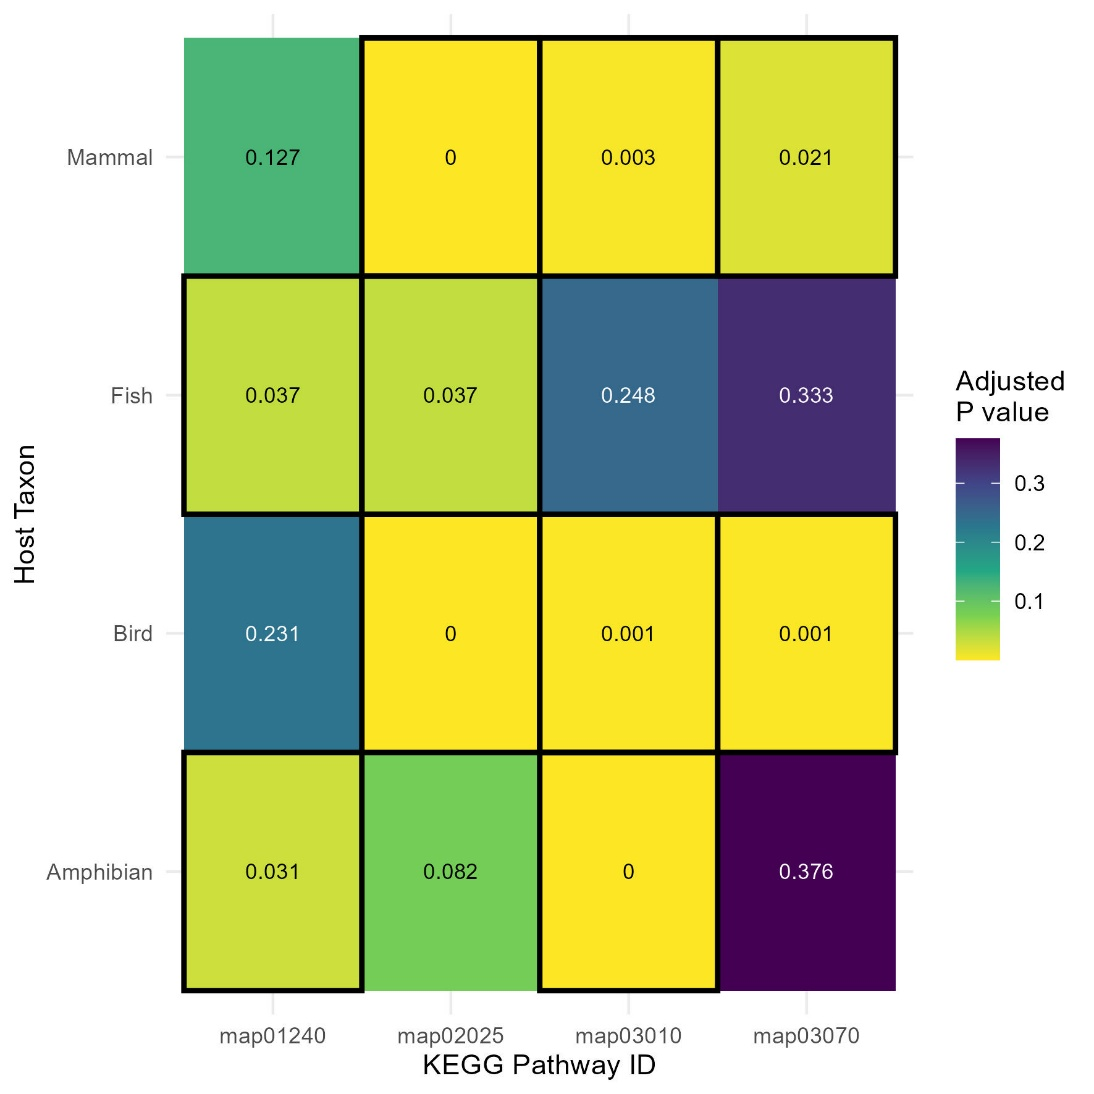 Mammal
0.127
0
0.003
0.021
Fish
0.037
0.037
0.248
0.333
Bird
0.231
0
0.001
0.001
Amphibian
0.031
0.082
0
0.376
map01240
map02025
map03010
map03070
KEGG Pathway ID
Host Taxon
Adjusted
P value
0.3
0.2
0.1